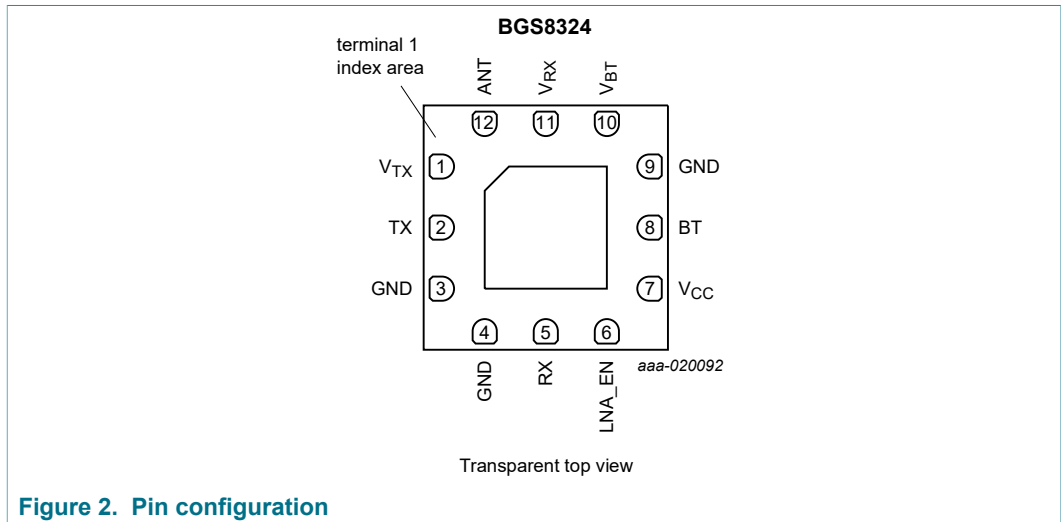 BGS8324
terminal 1
index area
ANT
VRX
VBT
12
11
10
VTX
1
9
GND
TX
2
8
BT
GND
3
7
VCC
4
5
6
GND
RX
LNA_EN
aaa-020092
Transparent top view
Figure 2. Pin configuration